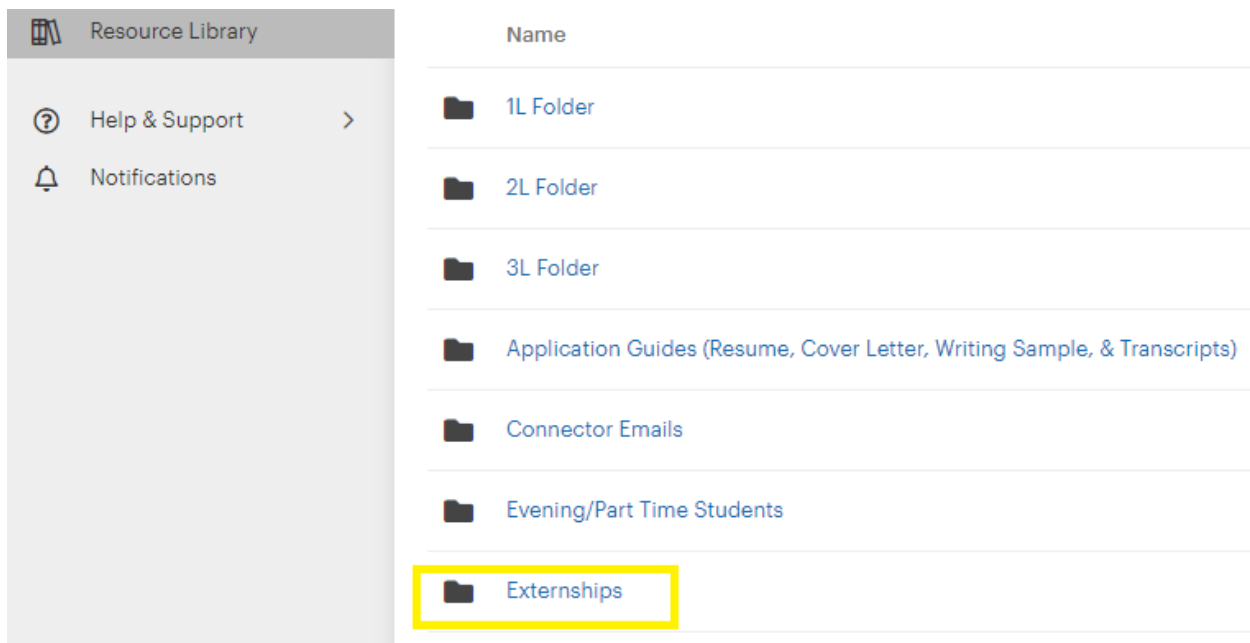 Resource Library
Help & Support
Notifications
Name
1L Folder
2L Folder
3L Folder
Application Guides (Resume, Cover Letter, Writing Sample, & Transcripts)
Connector Emails
Evening/Part Time Students
Externships